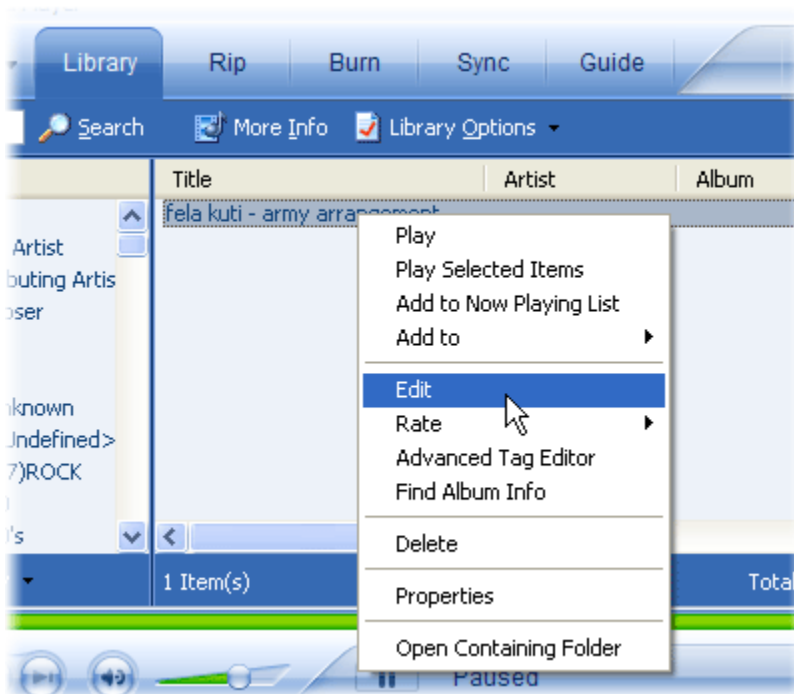 Library Rip Burn Sync Guide
Search More Info Library Options
Title Artist Album
fela kuti - army arrangement
Artist
buting Artis
oser
known
Undefined>
7)ROCK
's
Play
Play Selected Items
Add to Now Playing List
Add to
Edit
Rate
Advanced Tag Editor
Find Album Info
Delete
Properties
Open Containing Folder
1 Item(s) Tota
Paused